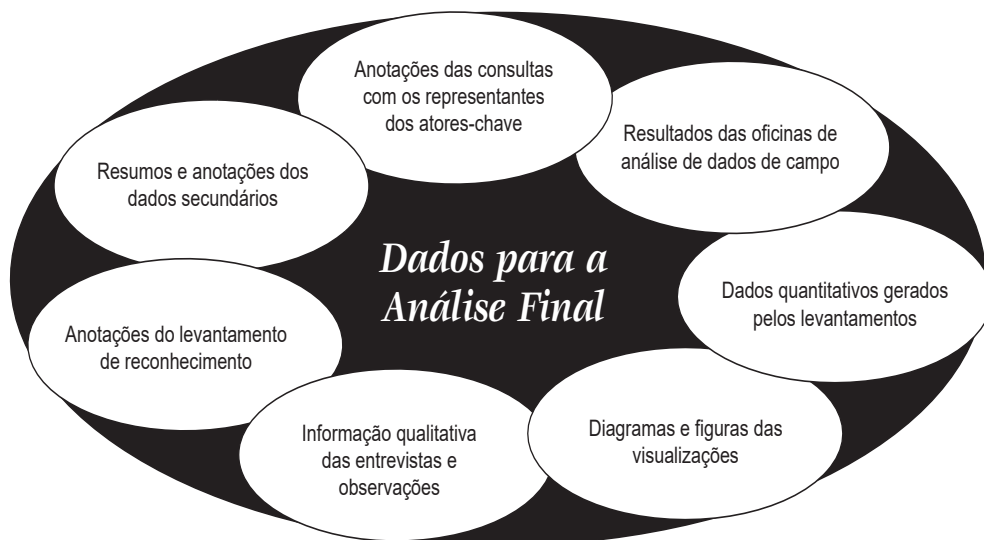 Anotações das consultas
com os representantes
dos atores-chave
Resultados das oficinas de
análise de dados de campo
Resumos e anotações dos
dados secundários
Dados para a
Análise Final
Dados quantitativos gerados
pelos levantamentos
Anotações do levantamento
de reconhecimento
Informação qualitativa
das entrevistas e
observações
Diagramas e figuras das
visualizações